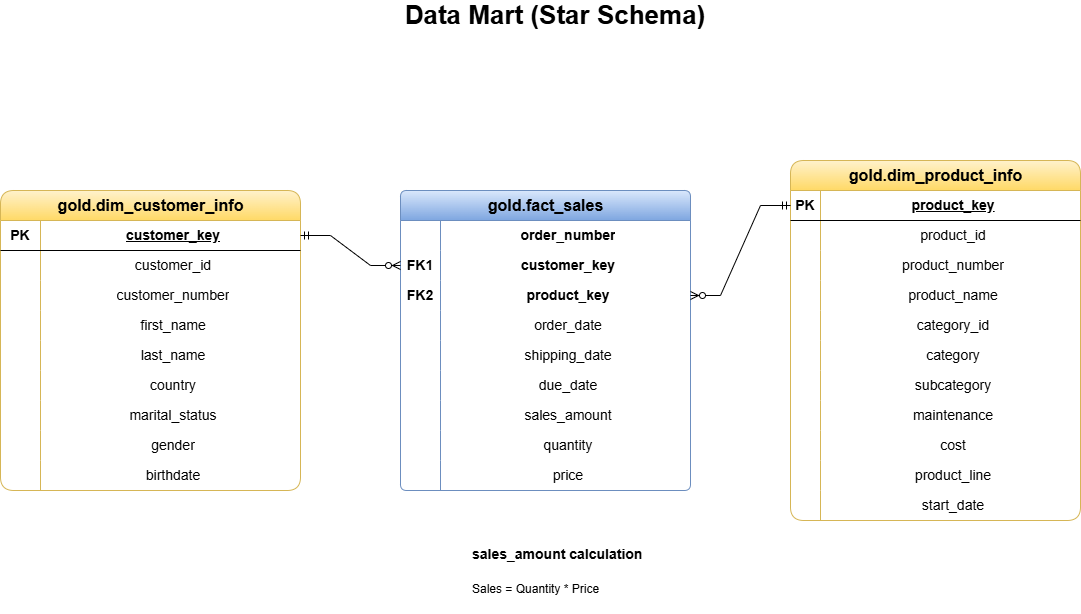 Data Mart (Star Schema)
gold.dim_customer_info
PK customer_key
customer_id
customer_number
first_name
last_name
country
marital_status
gender
birthdate
gold.fact_sales
order_number
FK1 customer_key
FK2 product_key
order_date
shipping_date
due_date
sales_amount
quantity
price
gold.dim_product_info
PK product_key
product_id
product_number
product_name
category_id
category
subcategory
maintenance
cost
product_line
start_date
sales_amount calculation
Sales = Quantity * Price